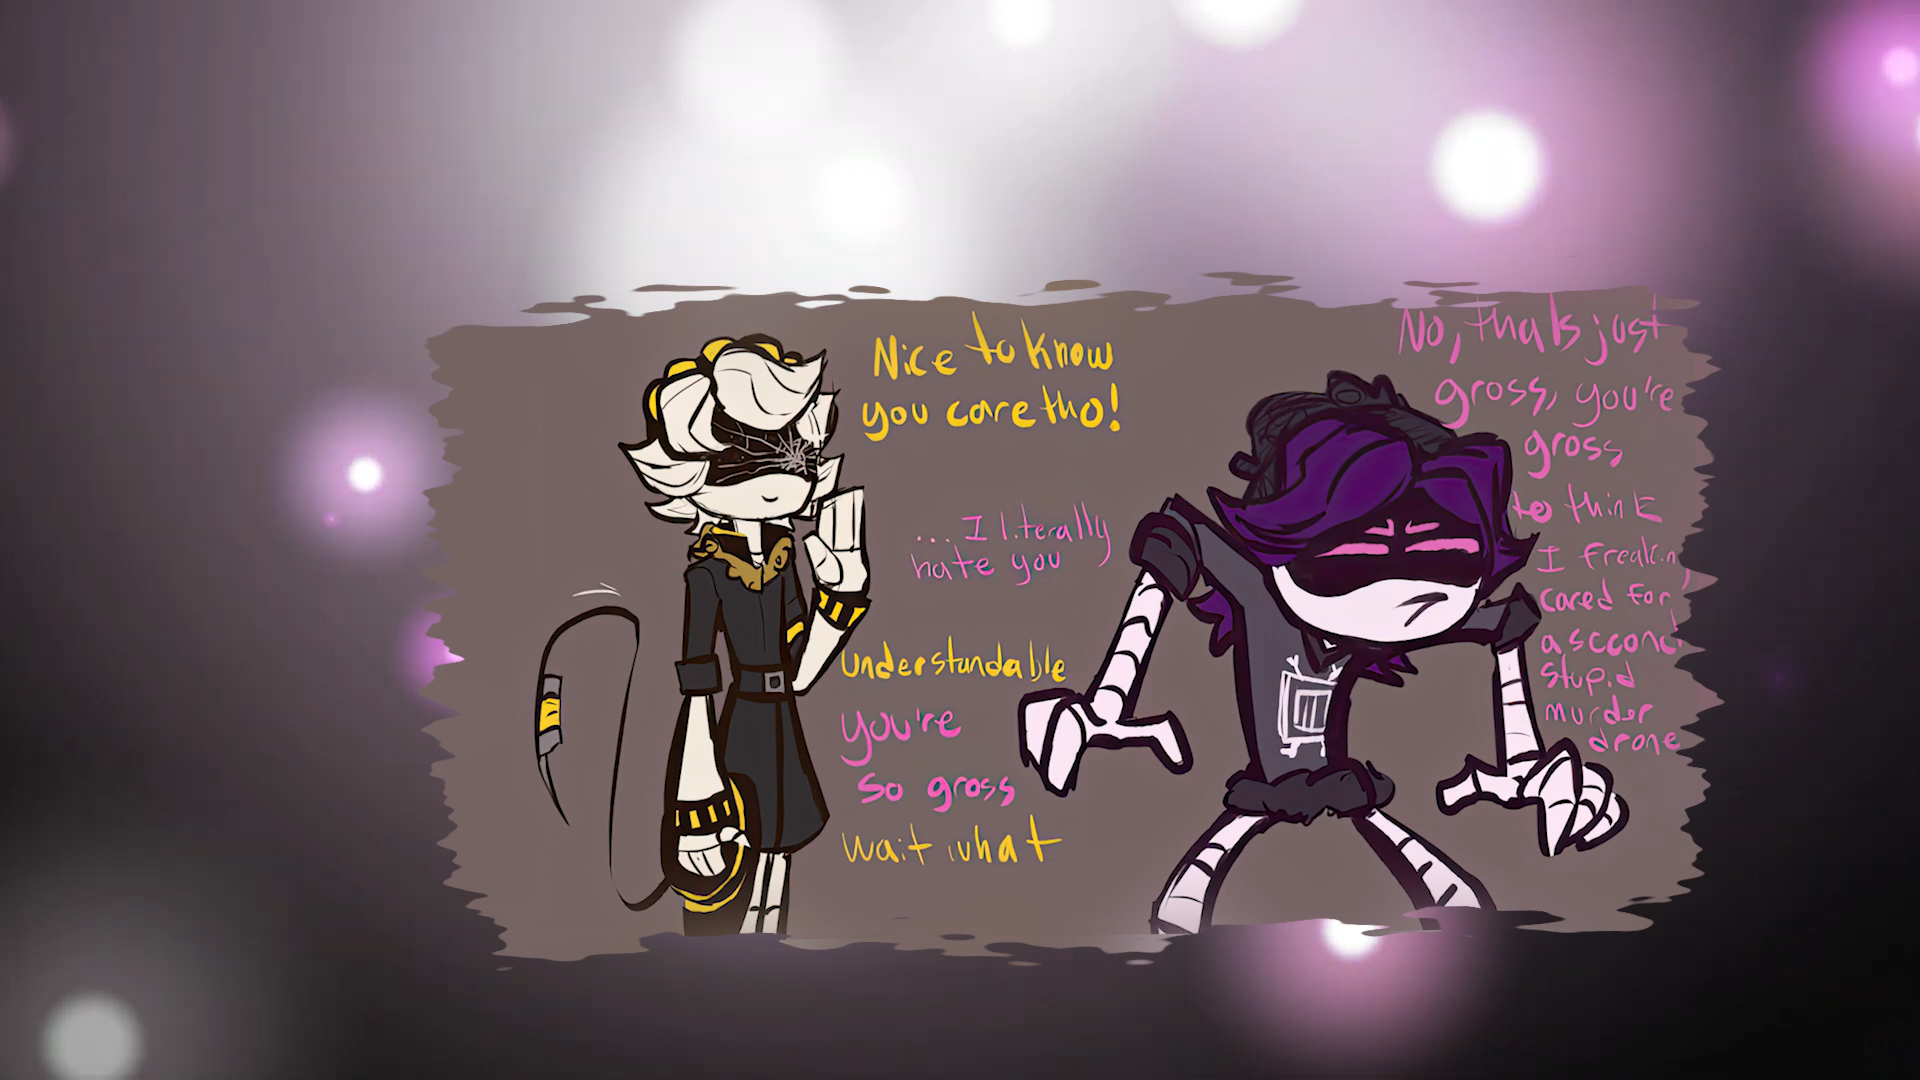 Nice to know
you care tho!
...I literally
hate you
Understandable
you're
so gross
wait what
No, thats just
gross, you're
gross
to think
I freakin
cared for
a second
stupid
murder
drone